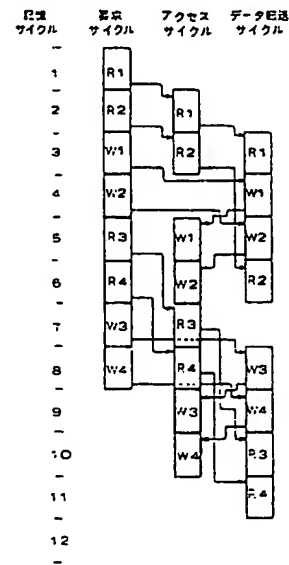 記憶 要求 アクセス データ転送
サイクル サイクル サイクル サイクル
1 R1
2 R2 R1
3 W1 R2 R1
4 W2 W1
5 R3 W1 W2
6 R4 W2 R2
7 W3 R3
8 W4 R4 W3
9 W3 W4
10 W4 R3
11 R4
12